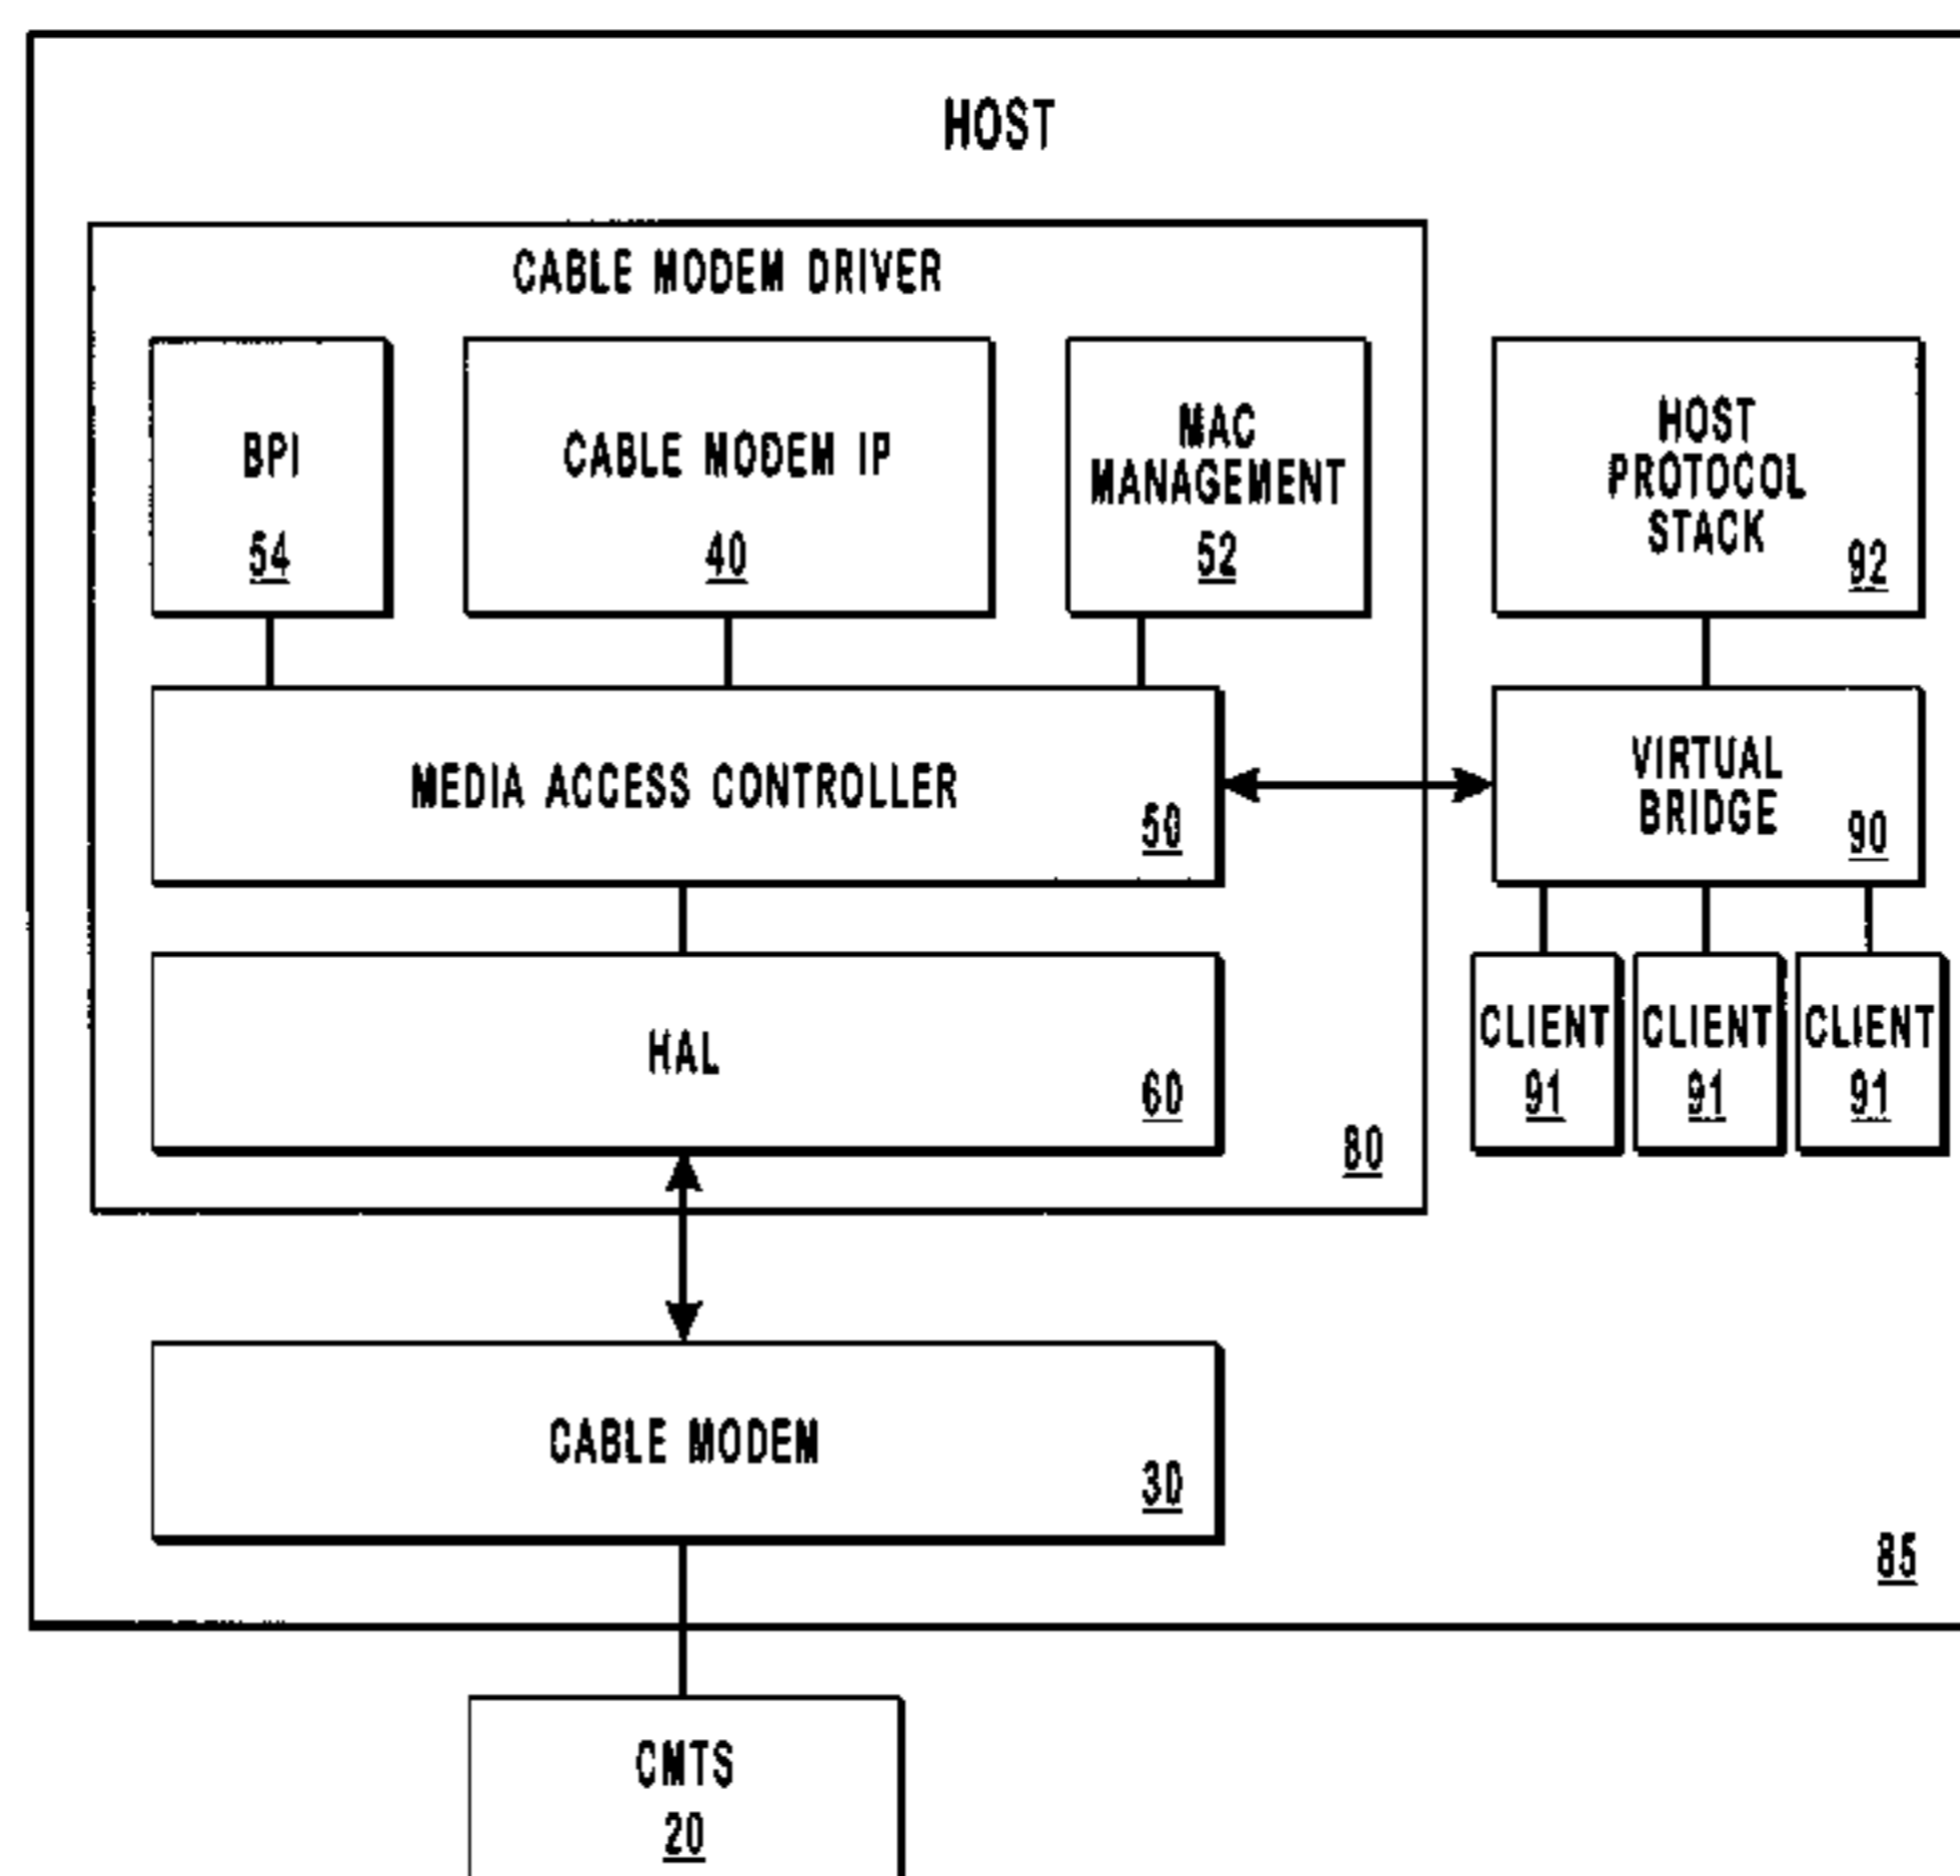 HOST
CABLE MODEM DRIVER
BPI
54
CABLE MODEM IP
40
MAC
MANAGEMENT
52
HOST
PROTOCOL
STACK
92
MEDIA ACCESS CONTROLLER
50
VIRTUAL
BRIDGE
90
HAL
60
CLIENT
91
CLIENT
91
CLIENT
91
80
CABLE MODEM
30
85
CMTS
20